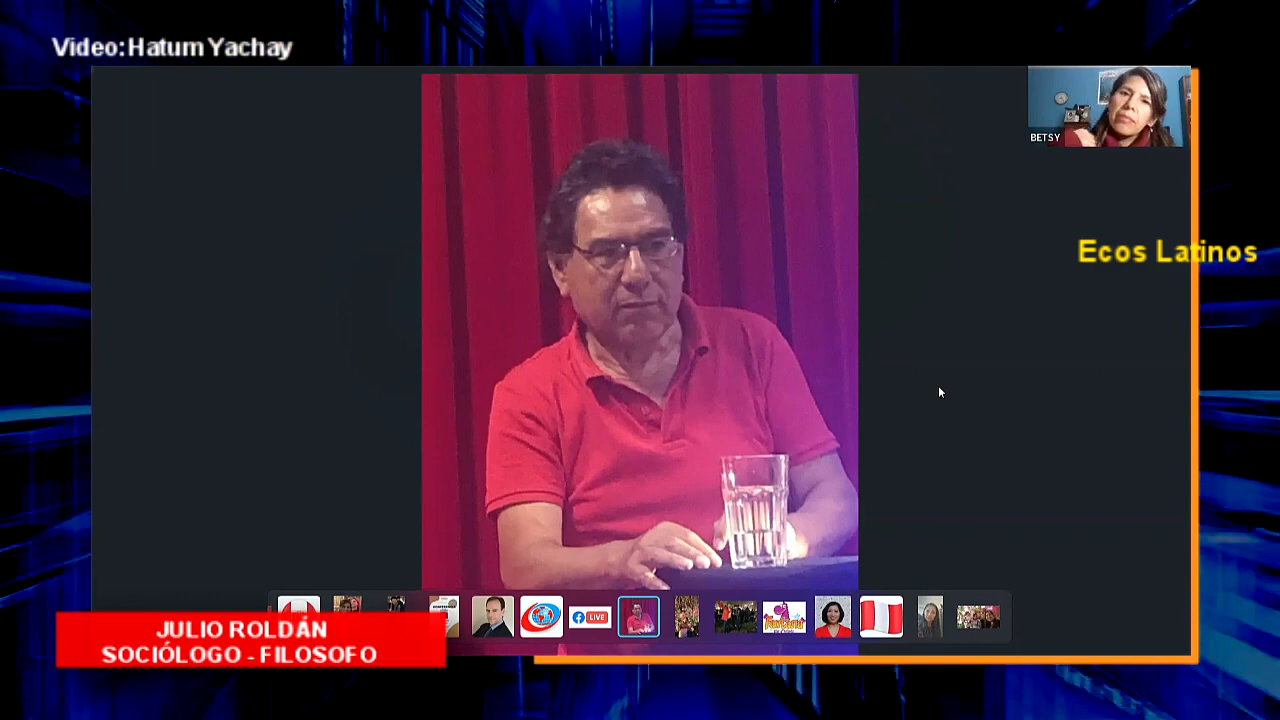 Video:Hatum Yachay
BETSY
Ecos Latinos
LIVE
JULIO ROLDÁN
SOCIÓLOGO - FILOSOFO